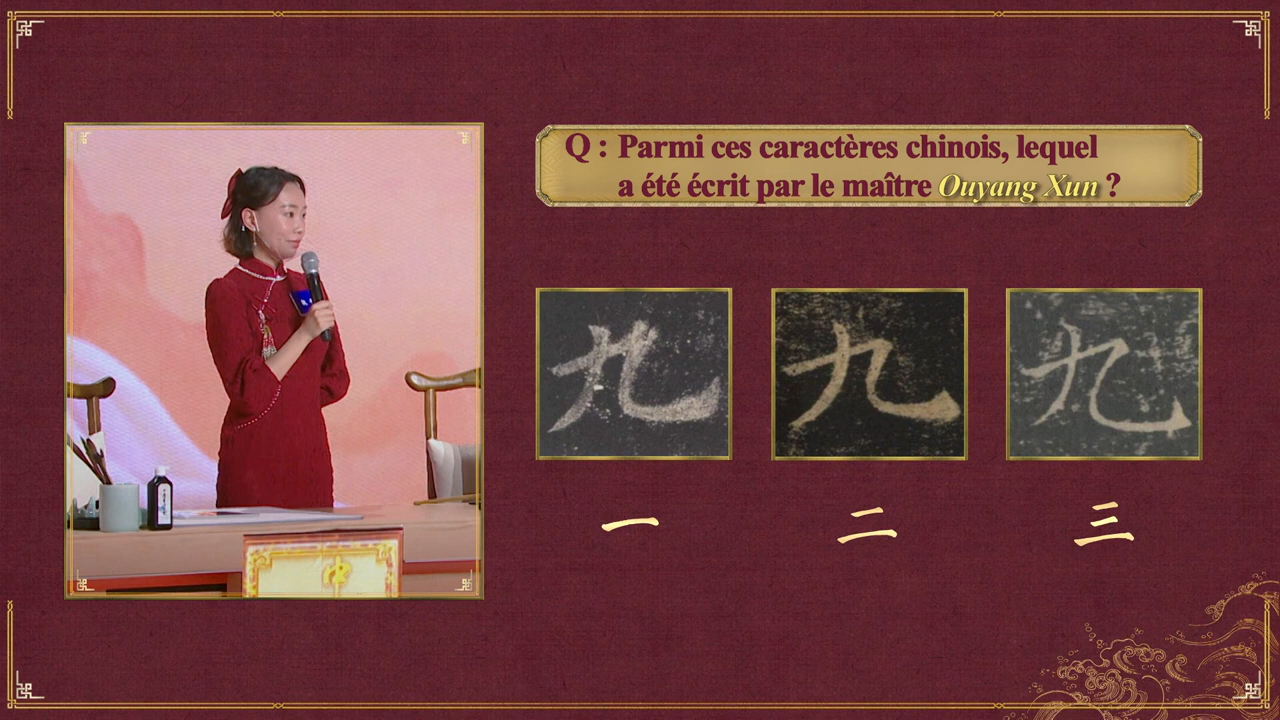 Q : Parmi ces caractères chinois, lequel
a été écrit par le maître Ouyang Xun ?
九 九 九
一 二 三